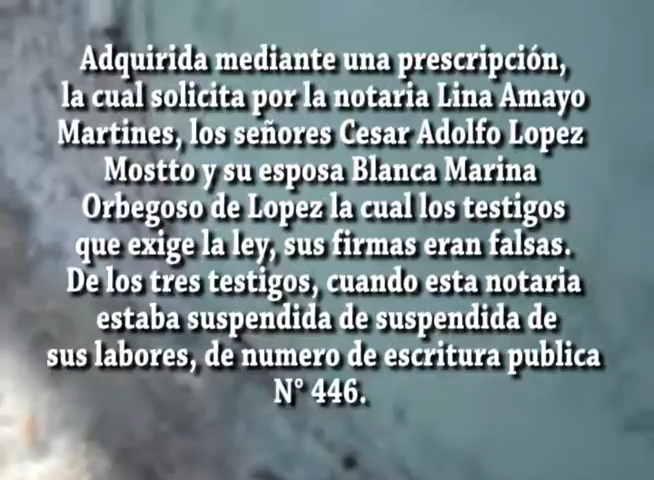 Adquirida mediante una prescripción,
la cual solicita por la notaria Lina Amayo
Martines, los señores Cesar Adolfo Lopez
Mostto y su esposa Blanca Marina
Orbegoso de Lopez la cual los testigos
que exige la ley, sus firmas eran falsas.
De los tres testigos, cuando esta notaria
estaba suspendida de suspendida de
sus labores, de numero de escritura publica
N° 446.